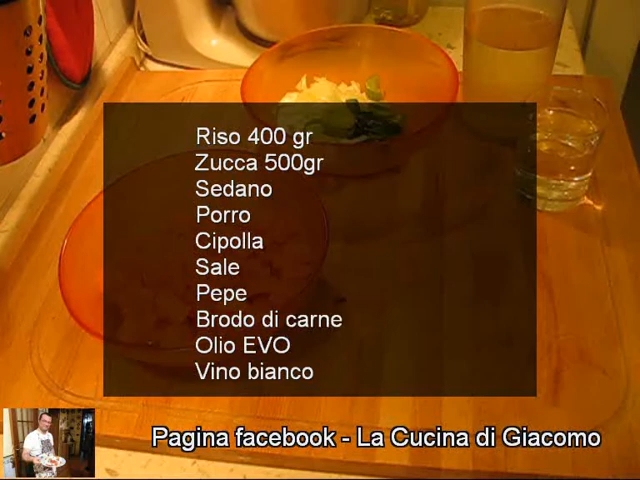 Riso 400 gr
Zucca 500gr
Sedano
Porro
Cipolla
Sale
Pepe
Brodo di carne
Olio EVO
Vino bianco
Pagina facebook - La Cucina di Giacomo